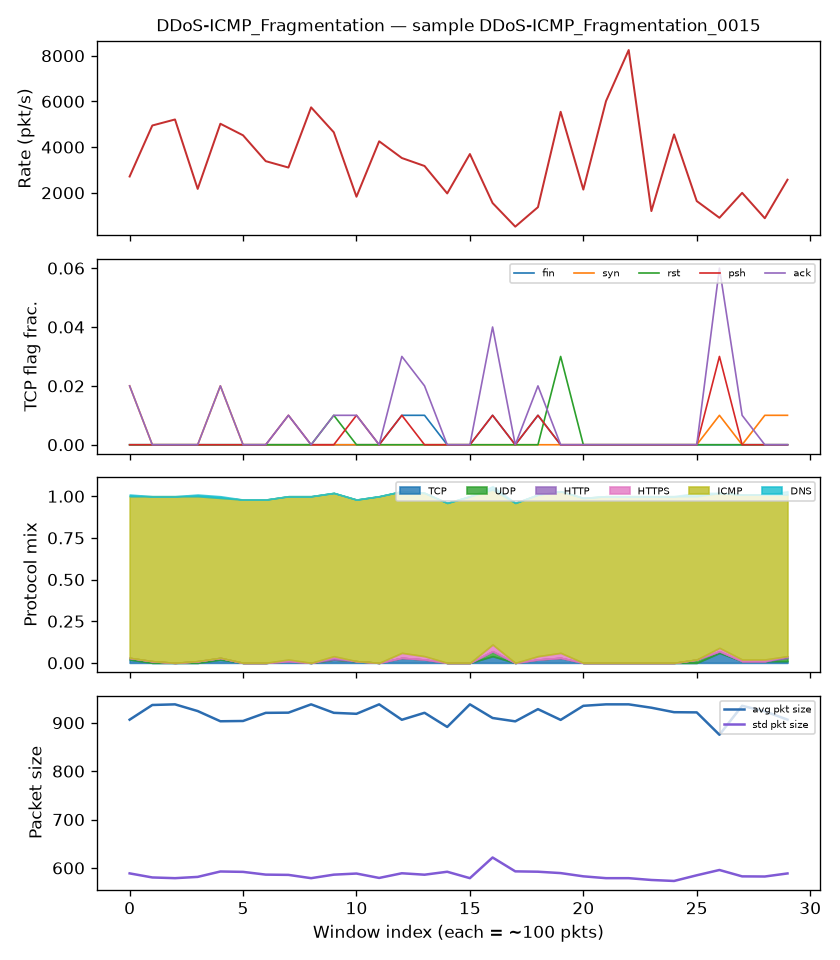 DDoS-ICMP_Fragmentation — sample DDoS-ICMP_Fragmentation_0015
8000
6000
4000
2000
Rate (pkt/s)
fin syn rst psh ack
0.06
0.04
0.02
0.00
TCP flag frac.
TCP UDP HTTP HTTPS ICMP DNS
1.00
0.75
0.50
0.25
0.00
Protocol mix
avg pkt size
std pkt size
900
800
700
600
Packet size
0 5 10 15 20 25 30
Window index (each = ~100 pkts)